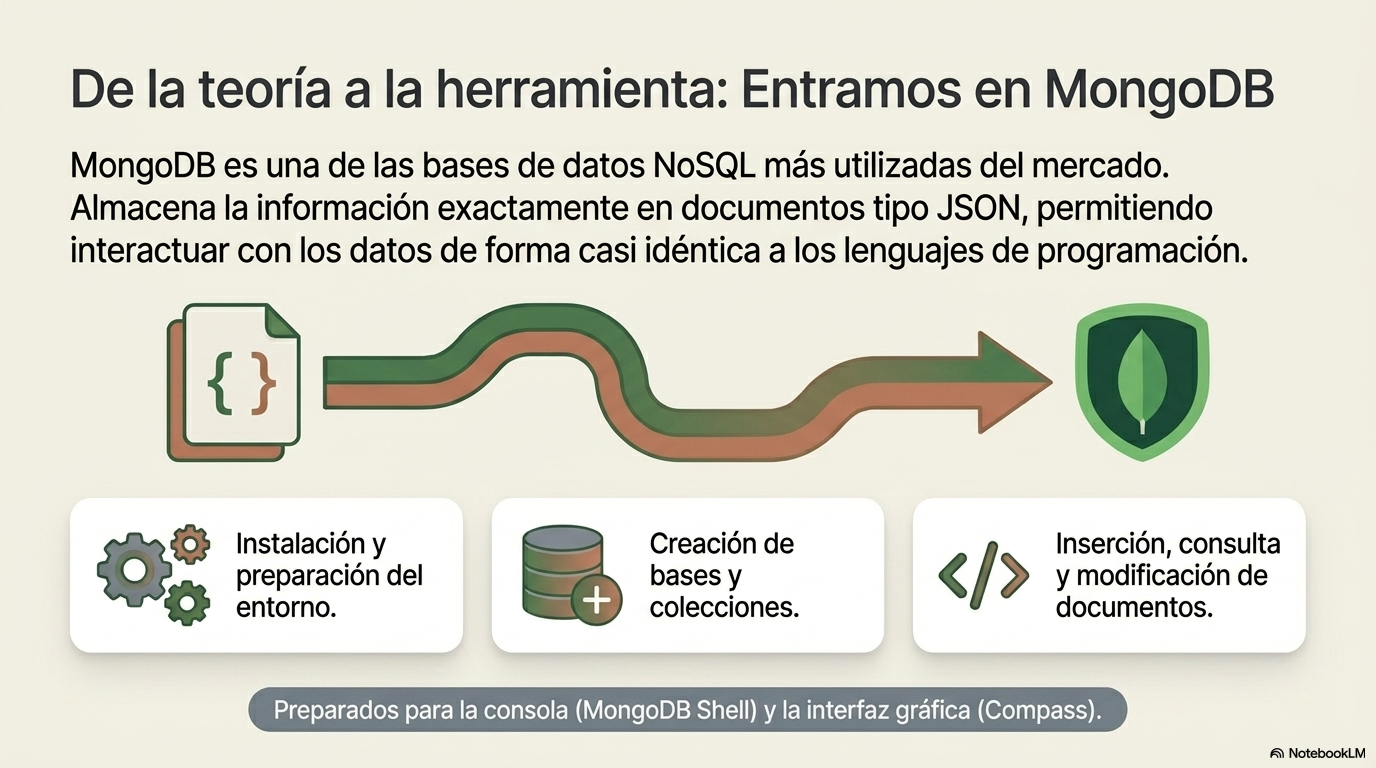 De la teoría a la herramienta: Entramos en MongoDB
MongoDB es una de las bases de datos NoSQL más utilizadas del mercado.
Almacena la información exactamente en documentos tipo JSON, permitiendo
interactuar con los datos de forma casi idéntica a los lenguajes de programación.
{ }
Instalación y
preparación del
entorno.
Creación de
bases y
colecciones.
</>
Inserción, consulta
y modificación de
documentos.
Preparados para la consola (MongoDB Shell) y la interfaz gráfica (Compass).
NotebookLM